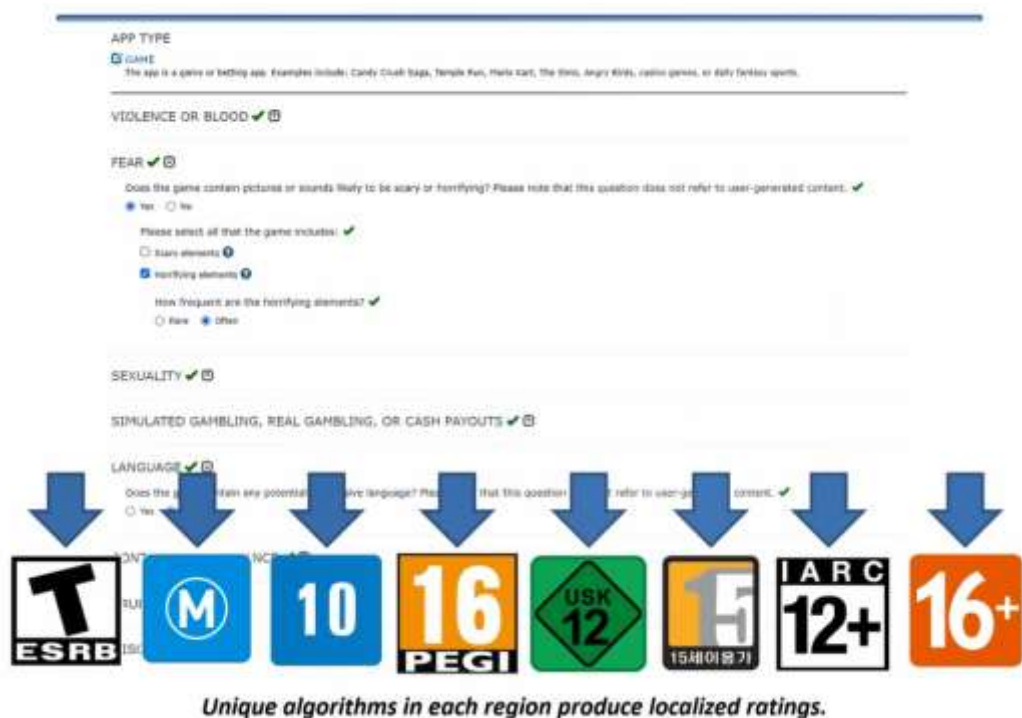 APP TYPE
GAME
The app is a game or betting app. Examples include: Candy Crush Saga, Temple Run, Mario Kart, The Sims, Angry Birds, casino games, or daily fantasy sports.
VIOLENCE OR BLOOD
FEAR
Does the game contain pictures or sounds likely to be scary or horrifying? Please note that this question does not refer to user-generated content.
Yes No
Please select all that the game includes:
Scary elements
Horrifying elements
How frequent are the horrifying elements?
Rare Often
SEXUALITY
SIMULATED GAMBLING, REAL GAMBLING, OR CASH PAYOUTS
LANGUAGE
Does the contain any language? that this question refer to content.
Yes
T M 10 16 USK 12 15 IARC 12+ 16+
ESRB PEGI 15세이용가
Unique algorithms in each region produce localized ratings.